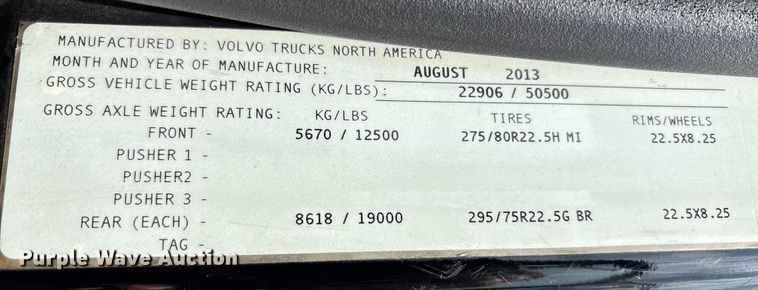 MANUFACTURED BY: VOLVO TRUCKS NORTH AMERICA
MONTH AND YEAR OF MANUFACTURE: AUGUST 2013
GROSS VEHICLE WEIGHT RATING (KG/LBS): 22906 / 50500
GROSS AXLE WEIGHT RATING: KG/LBS TIRES RIMS/WHEELS
FRONT - 5670 / 12500 275/80R22.5H MI 22.5X8.25
PUSHER 1 -
PUSHER2 -
PUSHER 3 -
REAR (EACH) - 8618 / 19000 295/75R22.5G BR 22.5X8.25
TAG -
Purple Wave Auction